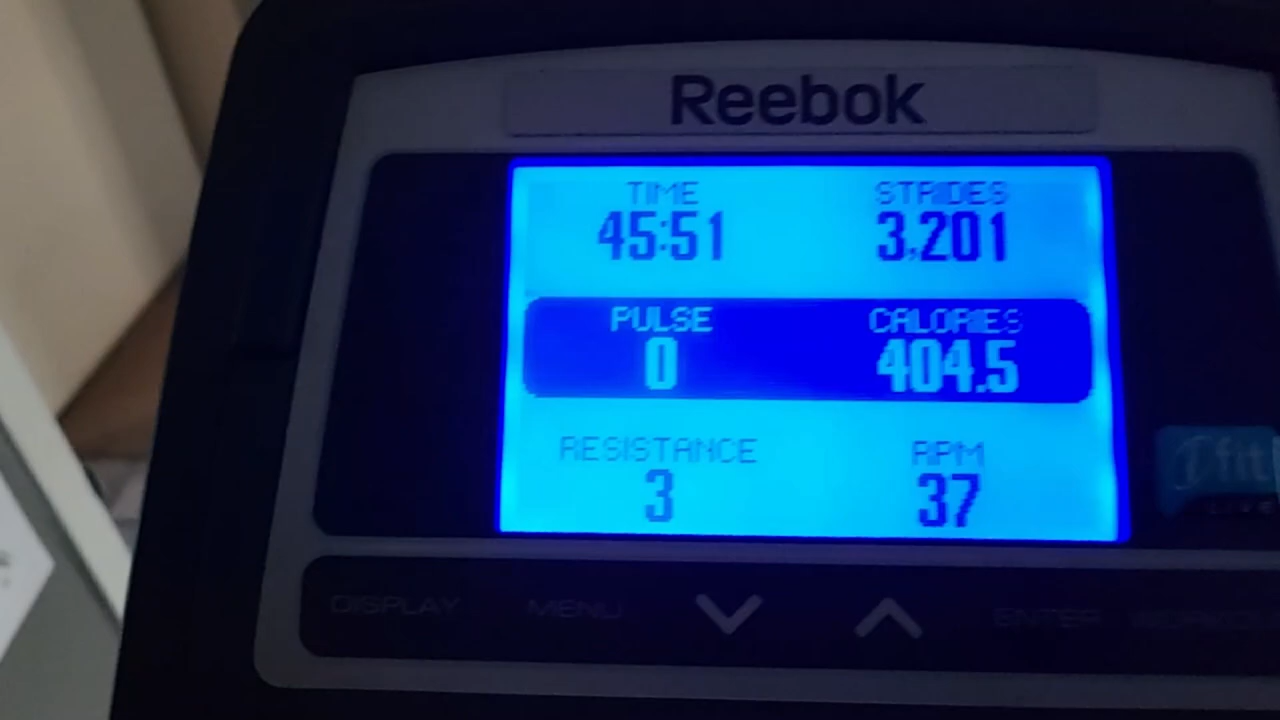 Reebok
TIME STRIDES
45:51 3,201
PULSE CALORIES
0 404.5
RESISTANCE RPM
3 37
ifit
DISPLAY MENU ENTER